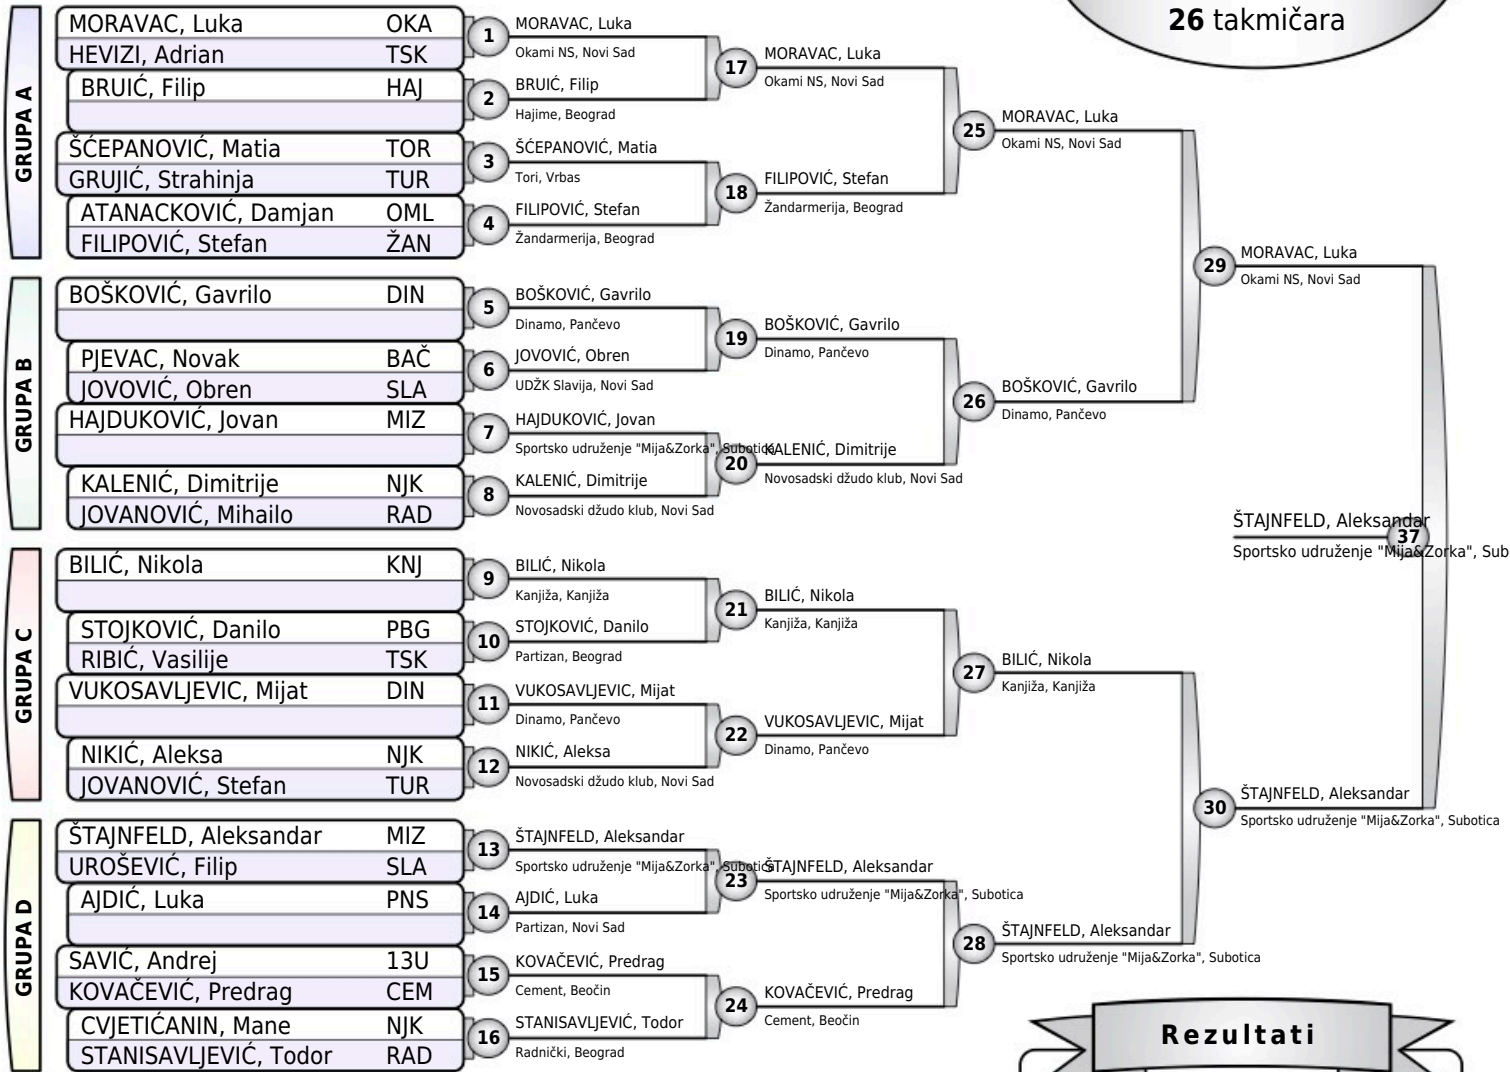 26 takmičara
GRUPA A
MORAVAC, Luka OKA
HEVIZI, Adrian TSK
BRUIĆ, Filip HAJ
ŠĆEPANOVIĆ, Matia TOR
GRUJIĆ, Strahinja TUR
ATANACKOVIĆ, Damjan OML
FILIPOVIĆ, Stefan ŽAN
GRUPA B
BOŠKOVIĆ, Gavrilo DIN
PJEVAC, Novak BAČ
JOVOVIĆ, Obren SLA
HAJDUKOVIĆ, Jovan MIZ
KALENIĆ, Dimitrije NJK
JOVANOVIĆ, Mihailo RAD
GRUPA C
BILIĆ, Nikola KNJ
STOJKOVIĆ, Danilo PBG
RIBIĆ, Vasilije TSK
VUKOSAVLJEVIC, Mijat DIN
NIKIĆ, Aleksa NJK
JOVANOVIĆ, Stefan TUR
GRUPA D
ŠTAJNFELD, Aleksandar MIZ
UROŠEVIĆ, Filip SLA
AJDIĆ, Luka PNS
SAVIĆ, Andrej 13U
KOVAČEVIĆ, Predrag CEM
CVJETIĆANIN, Mane NJK
STANISAVLJEVIĆ, Todor RAD
1 MORAVAC, Luka
Okami NS, Novi Sad
2 BRUIĆ, Filip
Hajime, Beograd
3 ŠĆEPANOVIĆ, Matia
Tori, Vrbas
4 FILIPOVIĆ, Stefan
Žandarmerija, Beograd
5 BOŠKOVIĆ, Gavrilo
Dinamo, Pančevo
6 JOVOVIĆ, Obren
UDŽK Slavija, Novi Sad
7 HAJDUKOVIĆ, Jovan
Sportsko udruženje "Mija&Zorka", Subotica
8 KALENIĆ, Dimitrije
Novosadski džudo klub, Novi Sad
9 BILIĆ, Nikola
Kanjiža, Kanjiža
10 STOJKOVIĆ, Danilo
Partizan, Beograd
11 VUKOSAVLJEVIC, Mijat
Dinamo, Pančevo
12 NIKIĆ, Aleksa
Novosadski džudo klub, Novi Sad
13 ŠTAJNFELD, Aleksandar
Sportsko udruženje "Mija&Zorka", Subotica
14 AJDIĆ, Luka
Partizan, Novi Sad
15 KOVAČEVIĆ, Predrag
Cement, Beočin
16 STANISAVLJEVIĆ, Todor
Radnički, Beograd
17 MORAVAC, Luka
Okami NS, Novi Sad
18 FILIPOVIĆ, Stefan
Žandarmerija, Beograd
19 BOŠKOVIĆ, Gavrilo
Dinamo, Pančevo
20 KALENIĆ, Dimitrije
Novosadski džudo klub, Novi Sad
21 BILIĆ, Nikola
Kanjiža, Kanjiža
22 VUKOSAVLJEVIC, Mijat
Dinamo, Pančevo
23 ŠTAJNFELD, Aleksandar
Sportsko udruženje "Mija&Zorka", Subotica
24 KOVAČEVIĆ, Predrag
Cement, Beočin
25 MORAVAC, Luka
Okami NS, Novi Sad
26 BOŠKOVIĆ, Gavrilo
Dinamo, Pančevo
27 BILIĆ, Nikola
Kanjiža, Kanjiža
28 ŠTAJNFELD, Aleksandar
Sportsko udruženje "Mija&Zorka", Subotica
29 MORAVAC, Luka
Okami NS, Novi Sad
30 ŠTAJNFELD, Aleksandar
Sportsko udruženje "Mija&Zorka", Subotica
ŠTAJNFELD, Aleksandar
37
Sportsko udruženje "Mija&Zorka", Sub
Rezultati